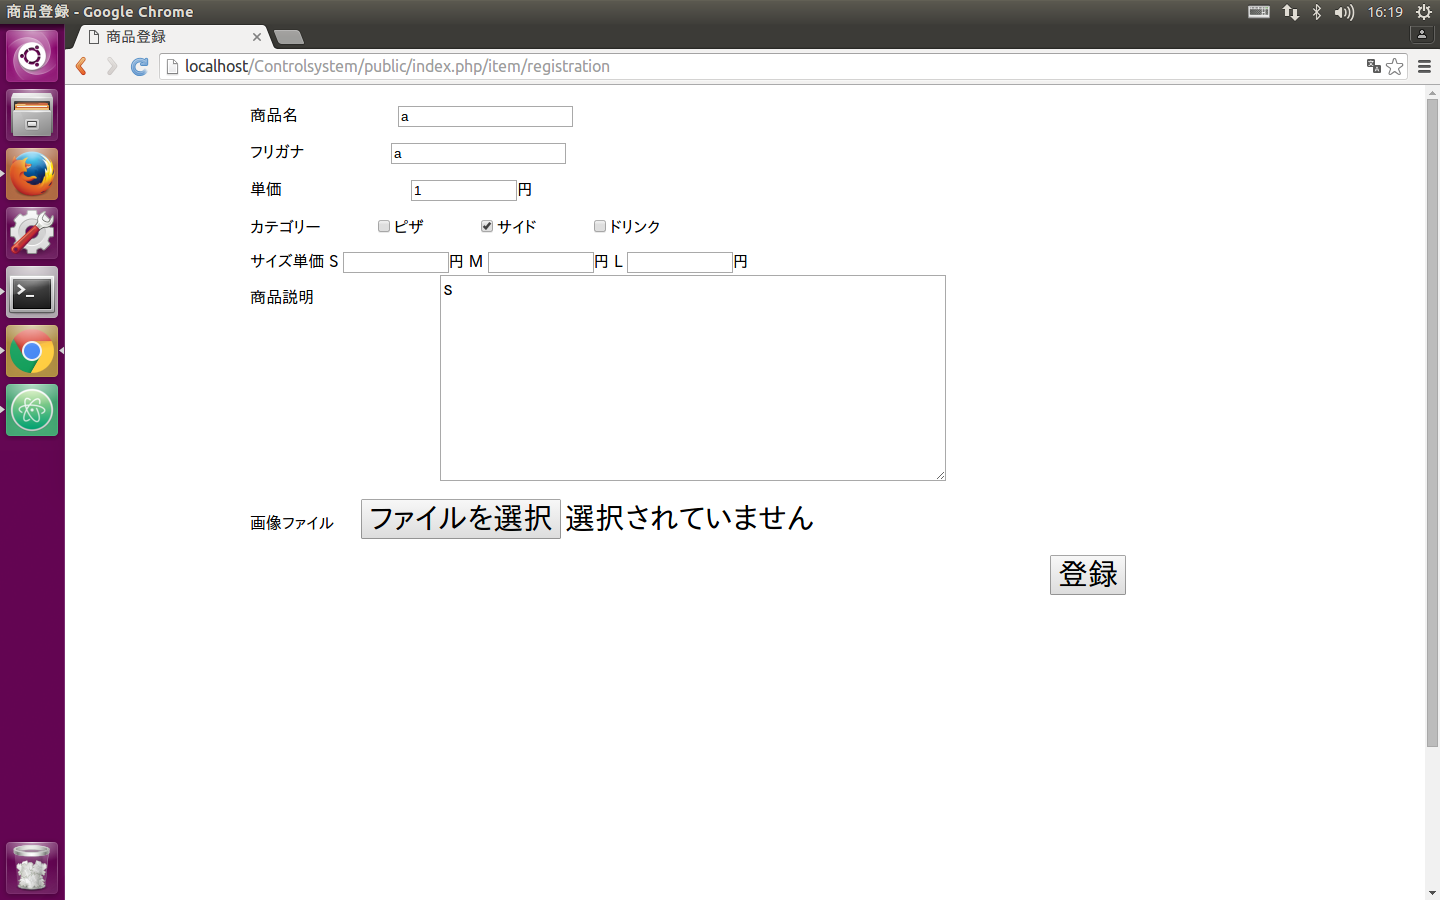 商品登録 - Google Chrome
16:19
商品登録
localhost/Controlsystem/public/index.php/item/registration
商品名 a
フリガナ a
単価 1 円
カテゴリー ピザ サイド ドリンク
サイズ単価 S 円 M 円 L 円
商品説明 s
画像ファイル ファイルを選択 選択されていません
登録